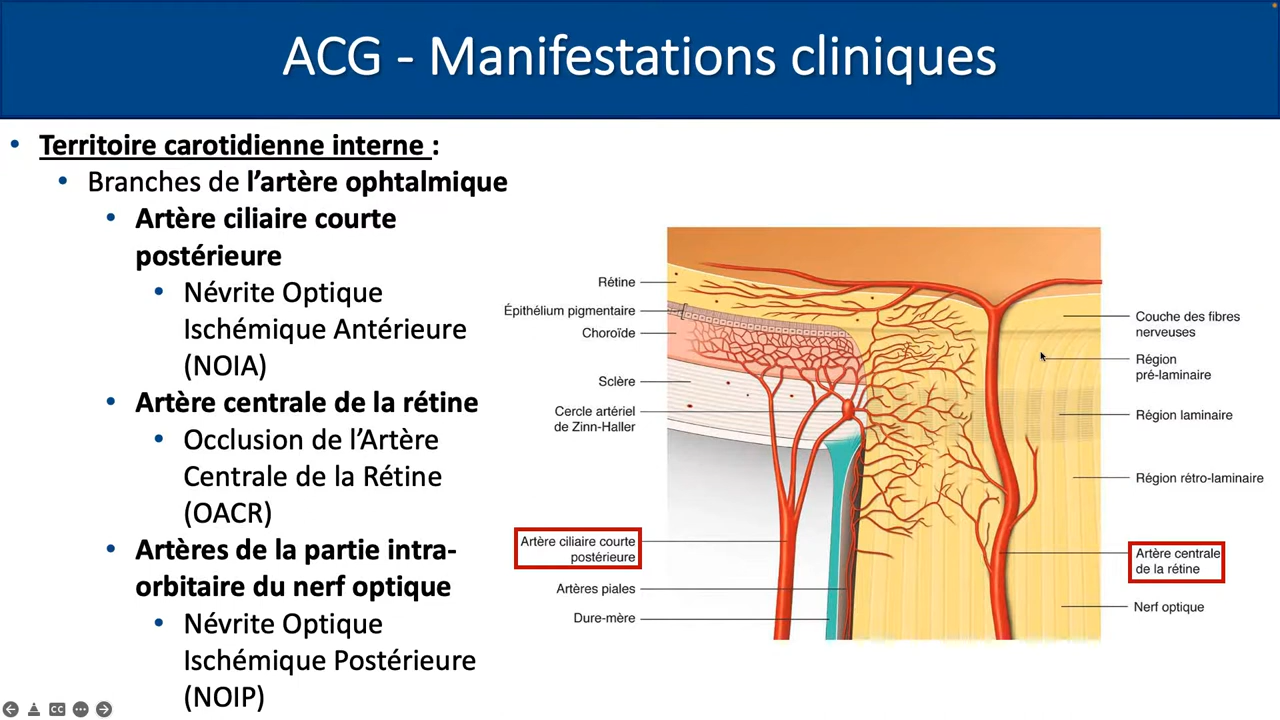 ACG - Manifestations cliniques
• Territoire carotidienne interne :
• Branches de l'artère ophtalmique
• Artère ciliaire courte
postérieure
• Névrite Optique
Ischémique Antérieure
(NOIA)
• Artère centrale de la rétine
• Occlusion de l'Artère
Centrale de la Rétine
(OACR)
• Artères de la partie intra-
orbitaire du nerf optique
• Névrite Optique
Ischémique Postérieure
(NOIP)
Rétine
Épithélium pigmentaire
Choroïde
Sclère
Cercle artériel
de Zinn-Haller
Artère ciliaire courte
postérieure
Artères piales
Dure-mère
Couche des fibres
nerveuses
Région
pré-laminaire
Région laminaire
Région rétro-laminaire
Artère centrale
de la rétine
Nerf optique
CC